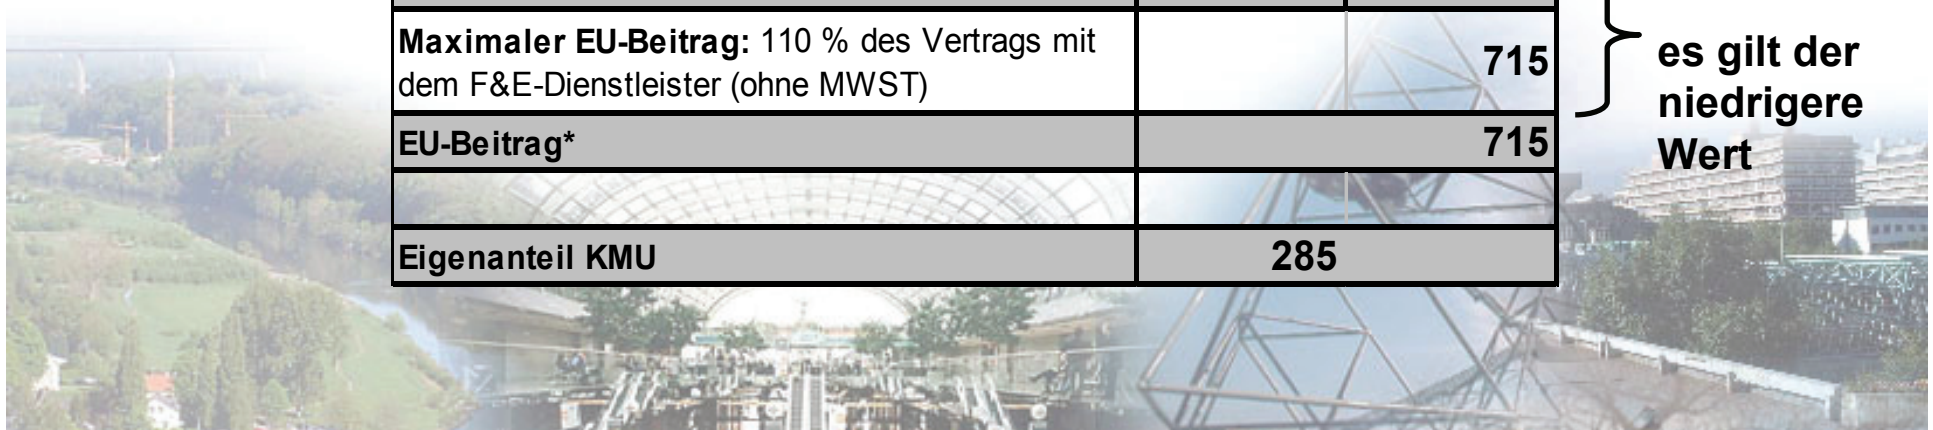 Maximaler EU-Beitrag: 110 % des Vertrags mit
dem F&E-Dienstleister (ohne MWST)
715
EU-Beitrag*
715
Eigenanteil KMU
285
es gilt der
niedrigere
Wert